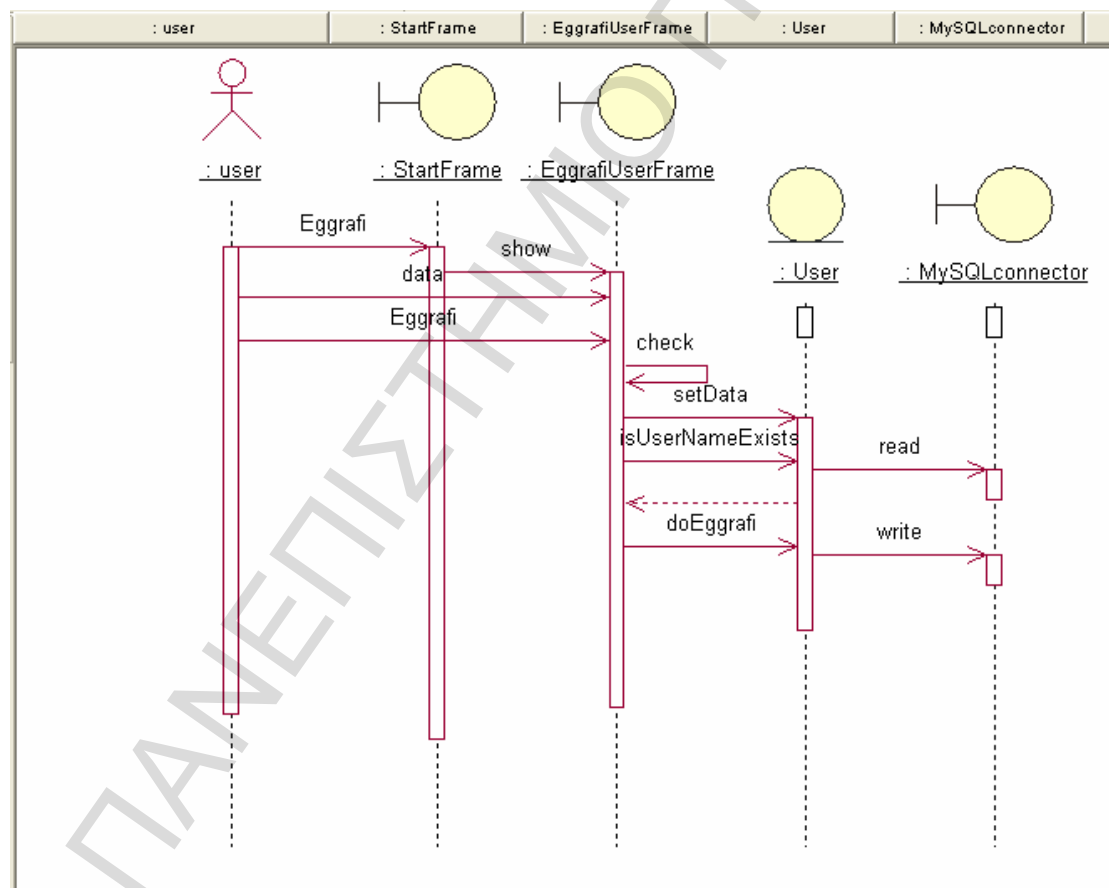 : user : StartFrame : EggrafiUserFrame : User : MySQLconnector
: user : StartFrame : EggrafiUserFrame
: User : MySQLconnector
Eggrafi
show
data
Eggrafi
check
setData
isUserNameExists
read
doEggrafi
write
ΠΑΝΕΠΙΣΤΗΜΙΟ Π